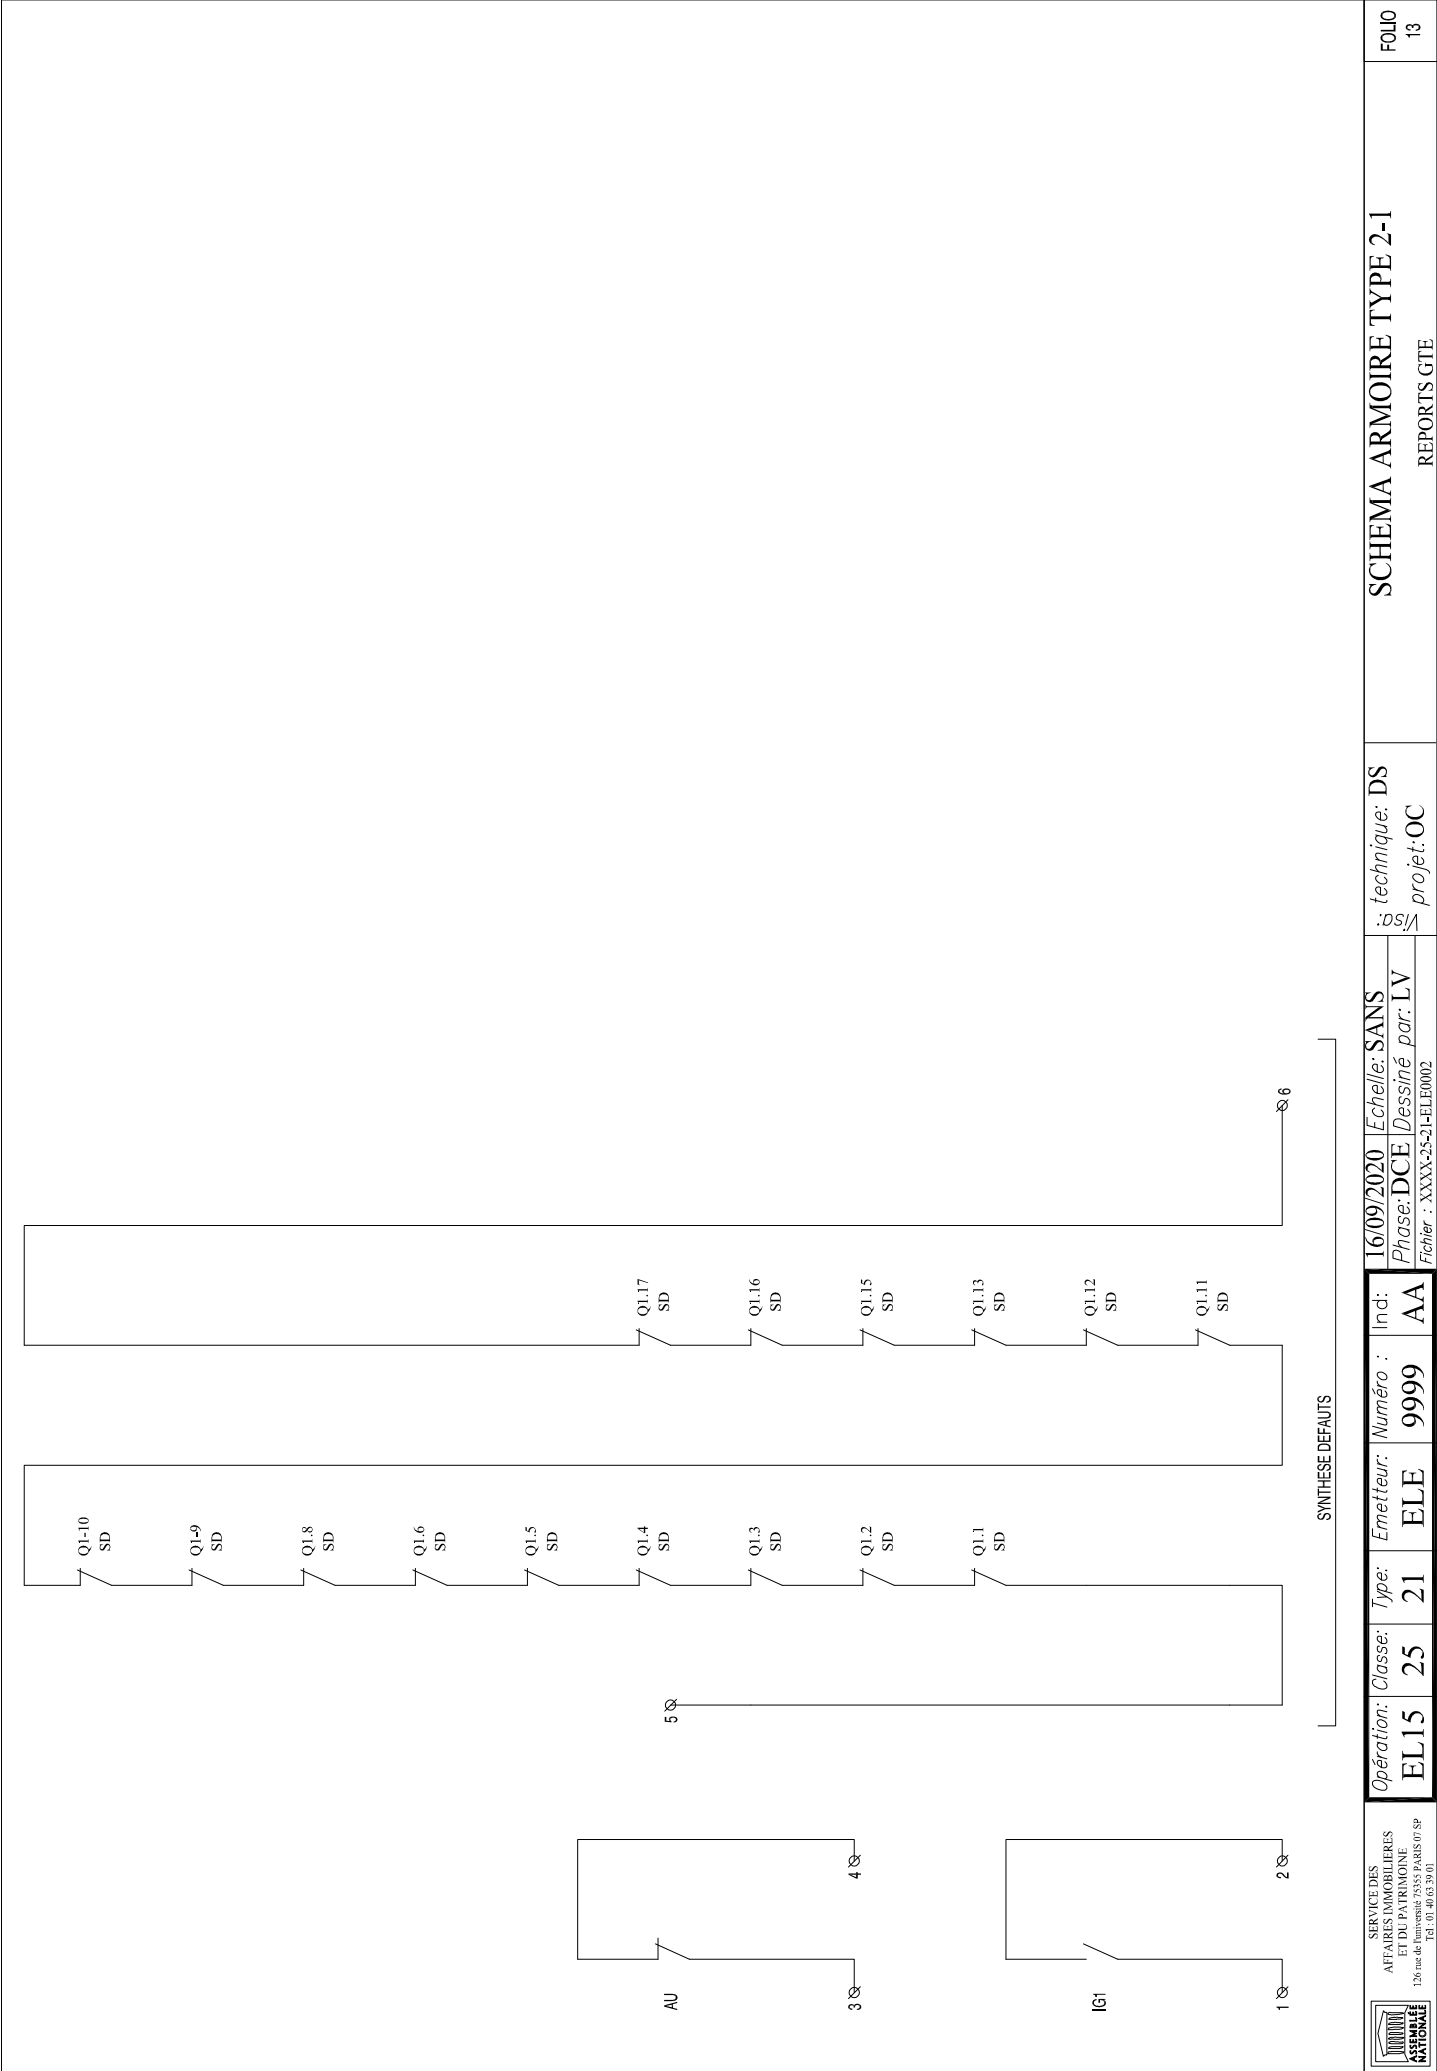 Q1-10
SD
Q1-9
SD
Q1.8
SD
Q1.6
SD
Q1.5
SD
Q1.4
SD
Q1.3
SD
Q1.2
SD
Q1.1
SD
Q1.17
SD
Q1.16
SD
Q1.15
SD
Q1.13
SD
Q1.12
SD
Q1.11
SD
AU
3
4
IG1
1
2
5
6
SYNTHESE DEFAUTS
ASSEMBLÉE
NATIONALE
SERVICE DES
AFFAIRES IMMOBILIERES
ET DU PATRIMOINE
126 rue de l'université 75355 PARIS 07 SP
Tel : 01 40 63 39 01
Opération: Classe: Type: Emetteur: Numéro : Ind:
EL15 25 21 ELE 9999 AA
16/09/2020 Echelle: SANS
Phase: DCE Dessiné par: LV
Fichier : XXXX-25-21-ELE0002
Visa: technique: DS
projet: OC
SCHEMA ARMOIRE TYPE 2-1
REPORTS GTE
FOLIO
13